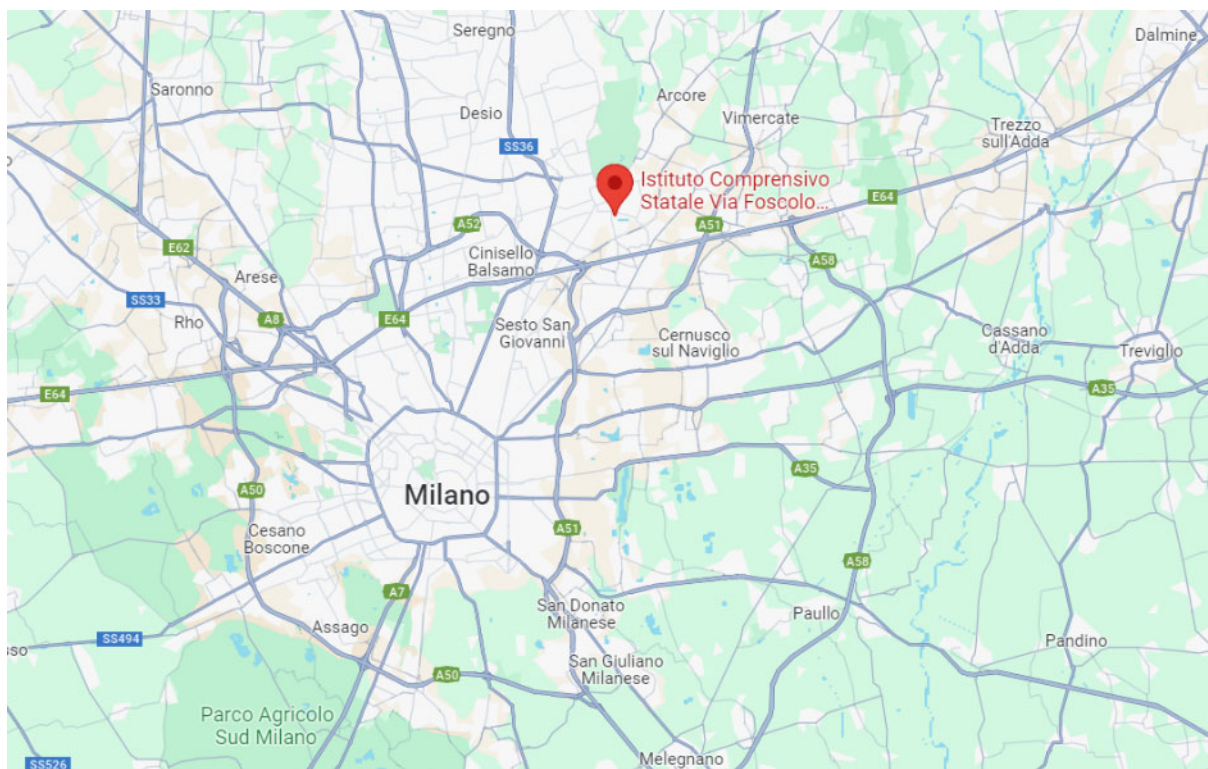 Seregno
Dalmine
Saronno
Arcore
Desio
Vimercate
Trezzo
sull'Adda
SS36
Istituto Comprensivo
Statale Via Foscolo...
E64
A52
A51
E62
Cinisello
Balsamo
A58
Arese
SS33
Rho
A8
E64
Sesto San
Giovanni
Cernusco
sul Naviglio
Cassano
d'Adda
Treviglio
E64
A35
A35
A50
Milano
A51
Cesano
Boscone
A58
A7
San Donato
Milanese
Paullo
Assago
SS494
sso
Pandino
San Giuliano
Milanese
A50
Parco Agricolo
Sud Milano
Melegnano
SS526